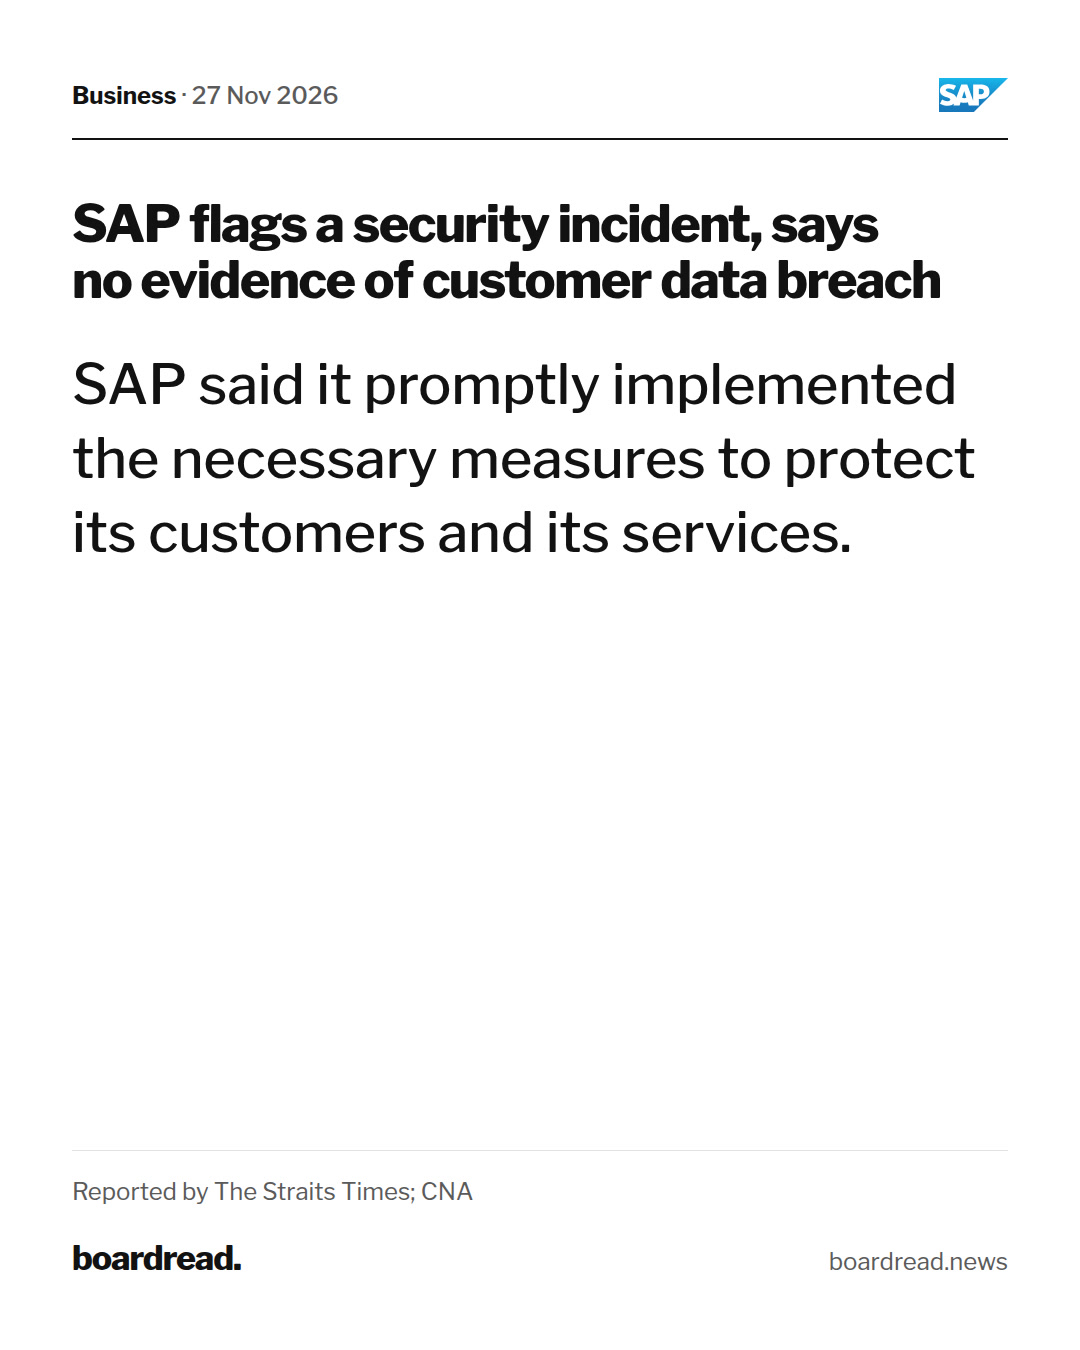 Business · 27 Nov 2026
SAP
SAP flags a security incident, says
no evidence of customer data breach
SAP said it promptly implemented
the necessary measures to protect
its customers and its services.
Reported by The Straits Times; CNA
boardread.
boardread.news